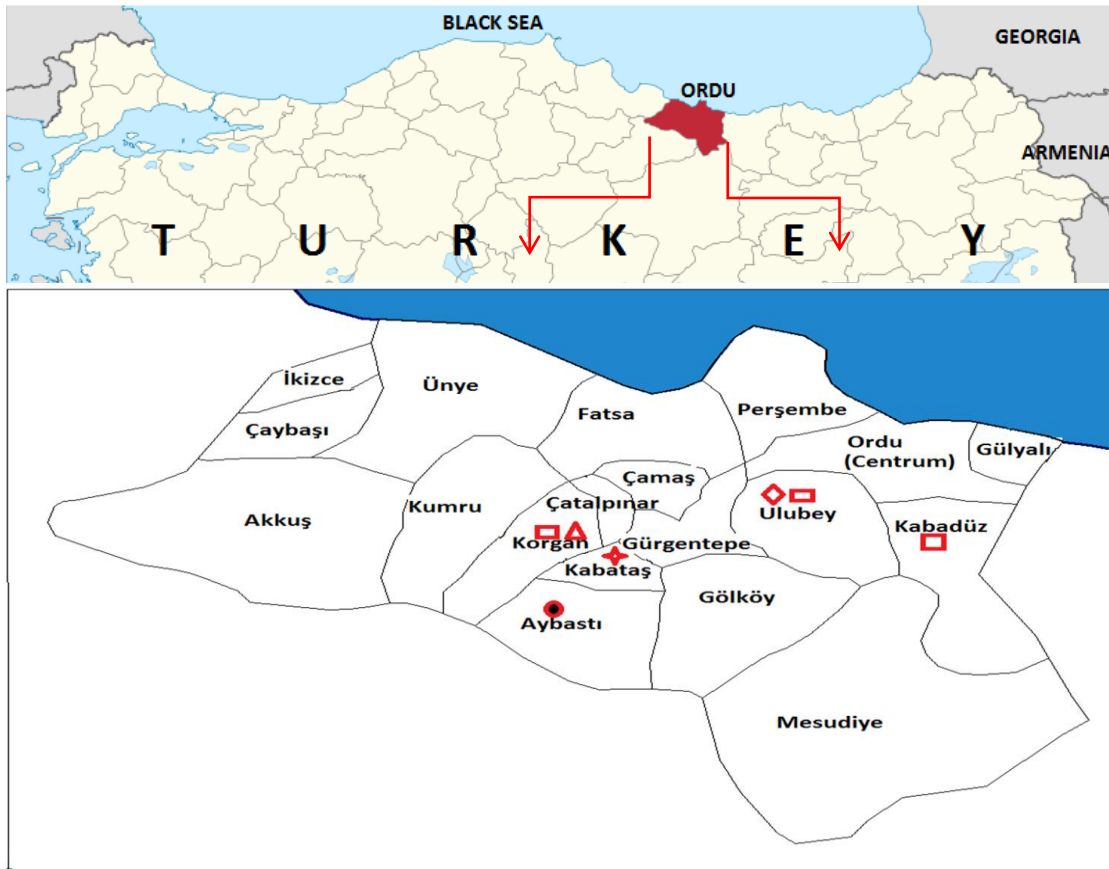 BLACK SEA
GEORGIA
ORDU
ARMENIA
T U R K E Y
İkizce
Ünye
Çaybaşı
Fatsa
Perşembe
Ordu
(Centrum)
Gülyalı
Çamaş
Akkuş
Kumru
Çatalpınar
Ulubey
Kabadüz
Korgan
Gürgentepe
Kabataş
Gölköy
Aybastı
Mesudiye